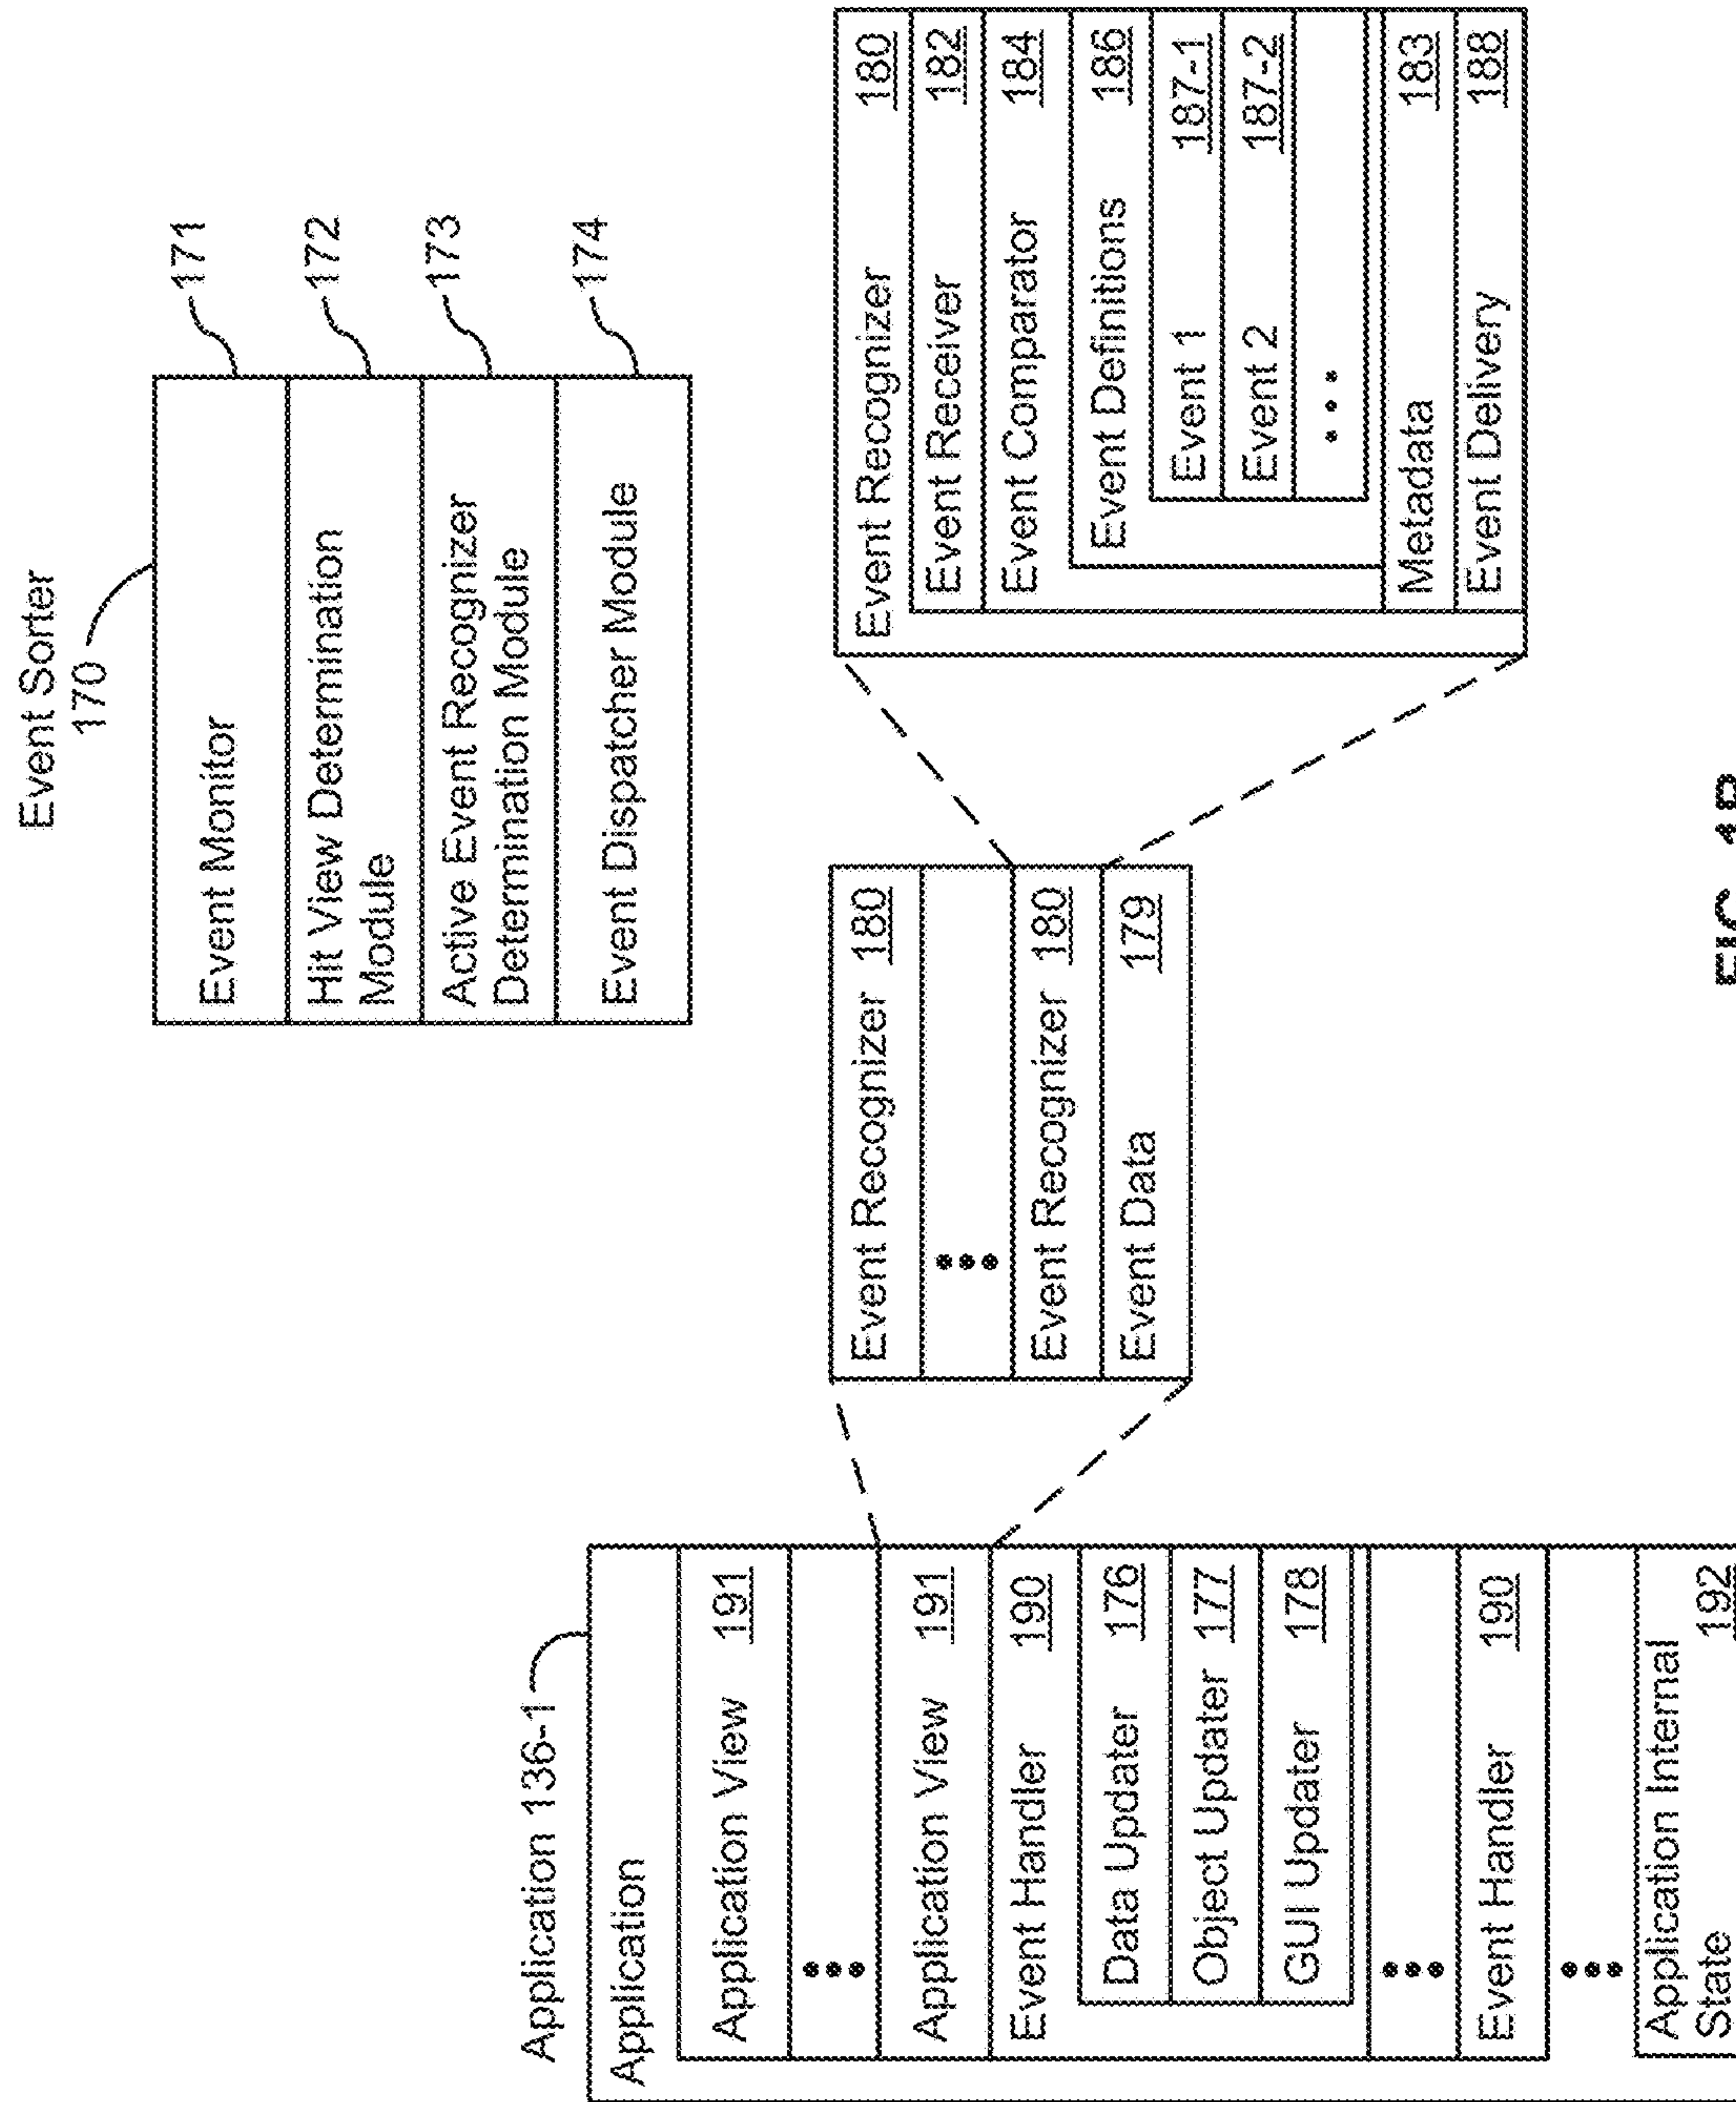 Event Sorter
170
Event Monitor
171
Hit View Determination
Module
172
Active Event Recognizer
Determination Module
173
Event Dispatcher Module
174
Application 136-1
Application
Application View 191
•••
Application View 191
Event Handler 190
Data Updater 176
Object Updater 177
GUI Updater 178
•••
Event Handler 190
•••
Application Internal
State 192
Event Recognizer 180
•••
Event Recognizer 180
Event Data 179
Event Recognizer 180
Event Receiver 182
Event Comparator 184
Event Definitions 186
Event 1 187-1
Event 2 187-2
•••
Metadata 183
Event Delivery 188